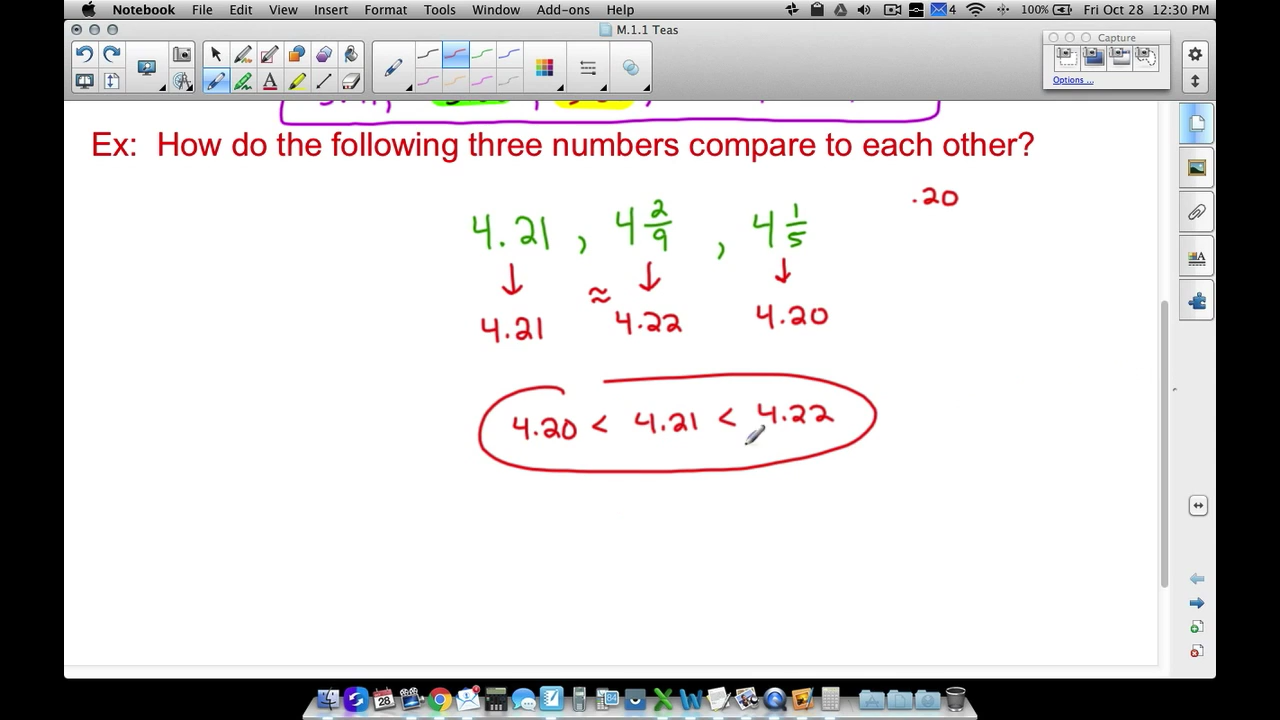 Notebook File Edit View Insert Format Tools Window Add-ons Help 4 100% Fri Oct 28 12:30 PM
M.1.1 Teas
Capture
Options ...
Ex: How do the following three numbers compare to each other?
.20
4.21 , 4 2/9 , 4 1/5
↓ ↓ ↓
4.21 ≈ 4.22 4.20
4.20 < 4.21 < 4.22